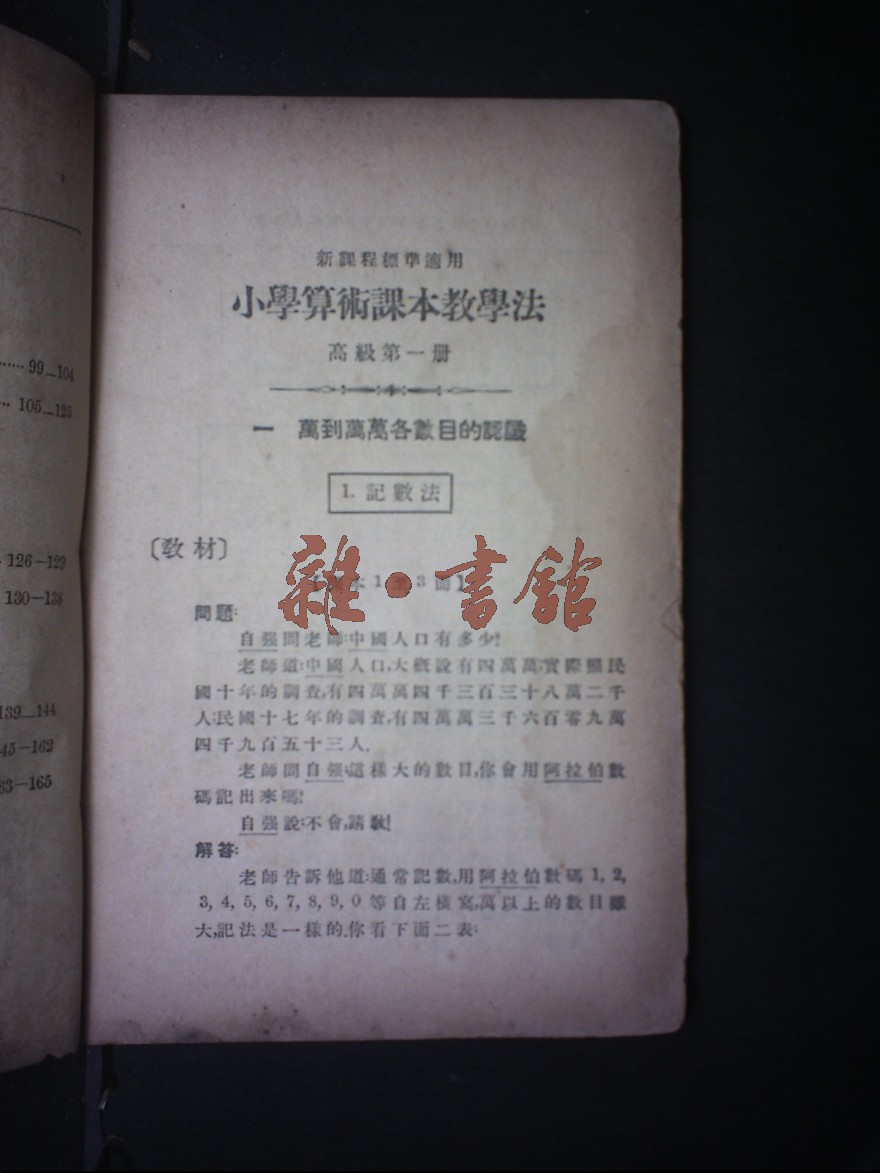 99—104
105—125
126—129
130—138
139—144
45—162
63—165
新課程標準適用
小學算術課本教學法
高級第一册
一　萬到萬萬各數目的認識
1. 記數法
〔教材〕
1 至 3 面】
雜·書館
問題:
自强問老師:中國人口有多少?
老師道:中國人口,大概說有四萬萬;實際照民
國十年的調查,有四萬萬四千三百三十八萬二千
人;民國十七年的調查,有四萬萬三千六百零九萬
四千九百五十三人.
老師問自强:這樣大的數目,你會用阿拉伯數
碼記出來嗎?
自强說:不會,請教!
解答:
老師告訴他道:通常記數,用阿拉伯數碼1, 2,
3, 4, 5, 6, 7, 8, 9, 0 等自左橫寫,萬以上的數目雖
大,記法是一樣的.你看下面二表: